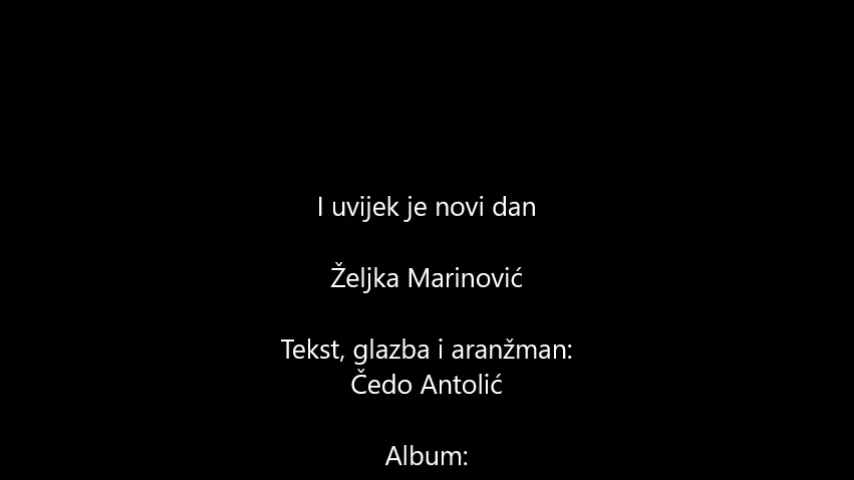 I uvijek je novi dan
Željka Marinović
Tekst, glazba i aranžman:
Čedo Antolić
Album: